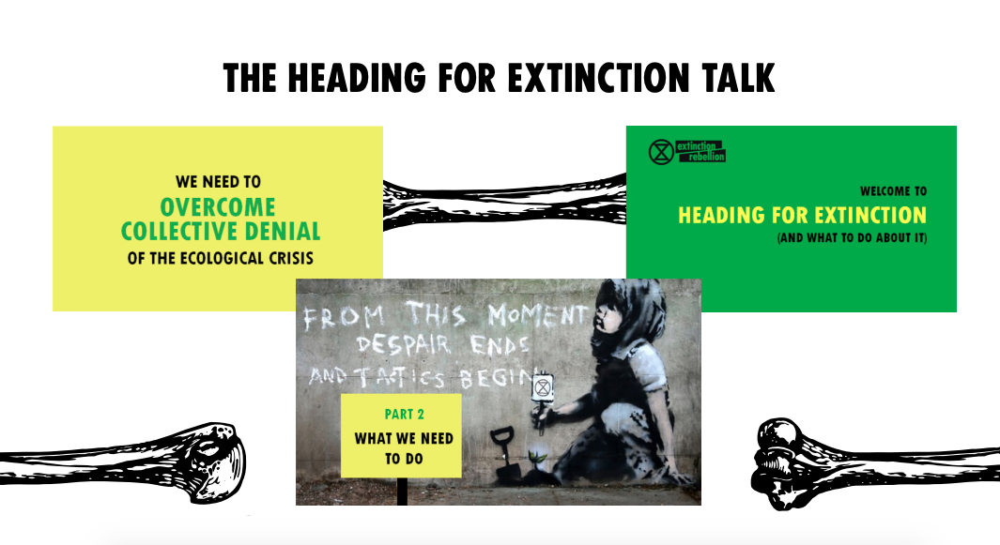 THE HEADING FOR EXTINCTION TALK
WE NEED TO
OVERCOME
COLLECTIVE DENIAL
OF THE ECOLOGICAL CRISIS
extinction
rebellion
WELCOME TO
HEADING FOR EXTINCTION
(AND WHAT TO DO ABOUT IT)
FROM THIS MOMENT
DESPAIR ENDS
AND TACTICS BEGIN
PART 2
WHAT WE NEED
TO DO